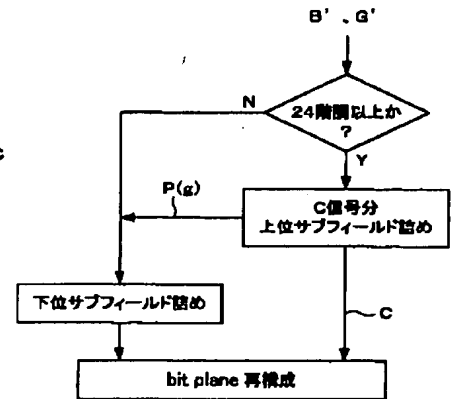 B'、G'
N
24階調以上か
?
Y
C
P(g)
C信号分
上位サブフィールド詰め
下位サブフィールド詰め
C
bit plane 再構成